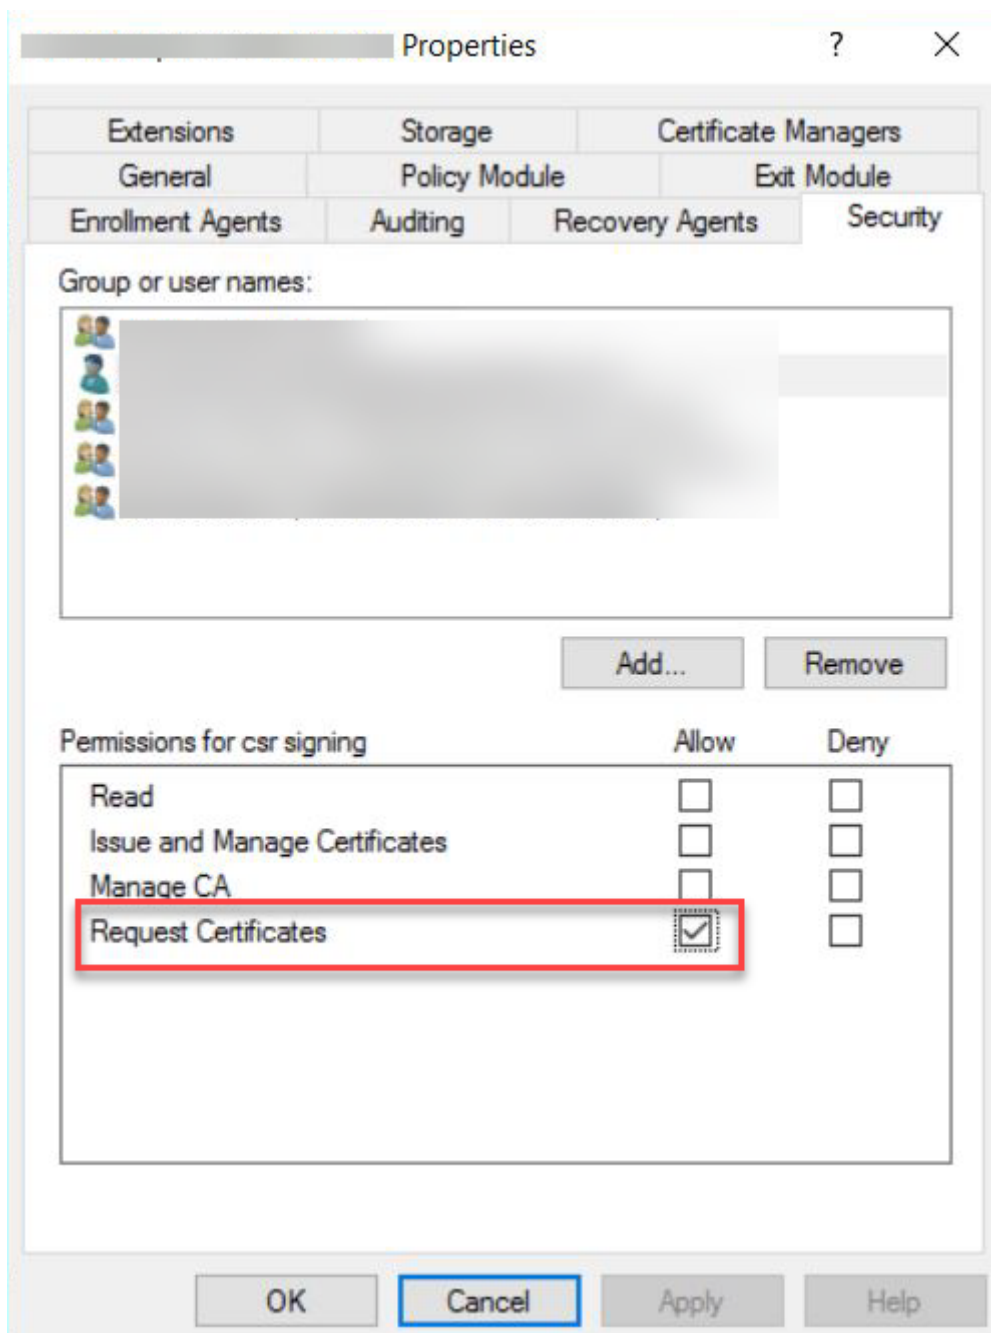 Properties ?
Extensions Storage Certificate Managers
General Policy Module Exit Module
Enrollment Agents Auditing Recovery Agents Security
Group or user names:
Add... Remove
Permissions for csr signing Allow Deny
Read
Issue and Manage Certificates
Manage CA
Request Certificates
OK Cancel Apply Help